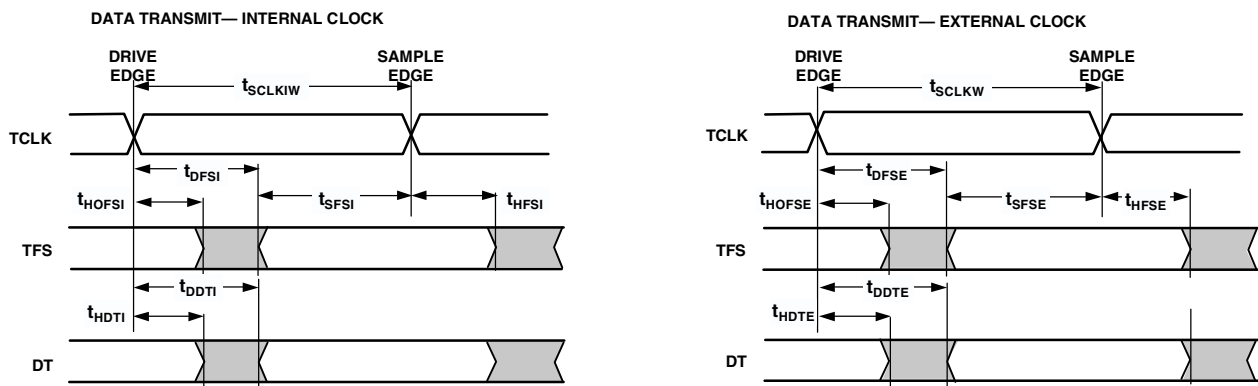 DATA TRANSMIT— INTERNAL CLOCK
DRIVE
EDGE
SAMPLE
EDGE
tSCLKIW
TCLK
tDFSI
tHOFSI
tSFSI
tHFSI
TFS
tDDTI
tHDTI
DT
DATA TRANSMIT— EXTERNAL CLOCK
DRIVE
EDGE
SAMPLE
EDGE
tSCLKW
TCLK
tDFSE
tHOFSE
tSFSE
tHFSE
TFS
tDDTE
tHDTE
DT